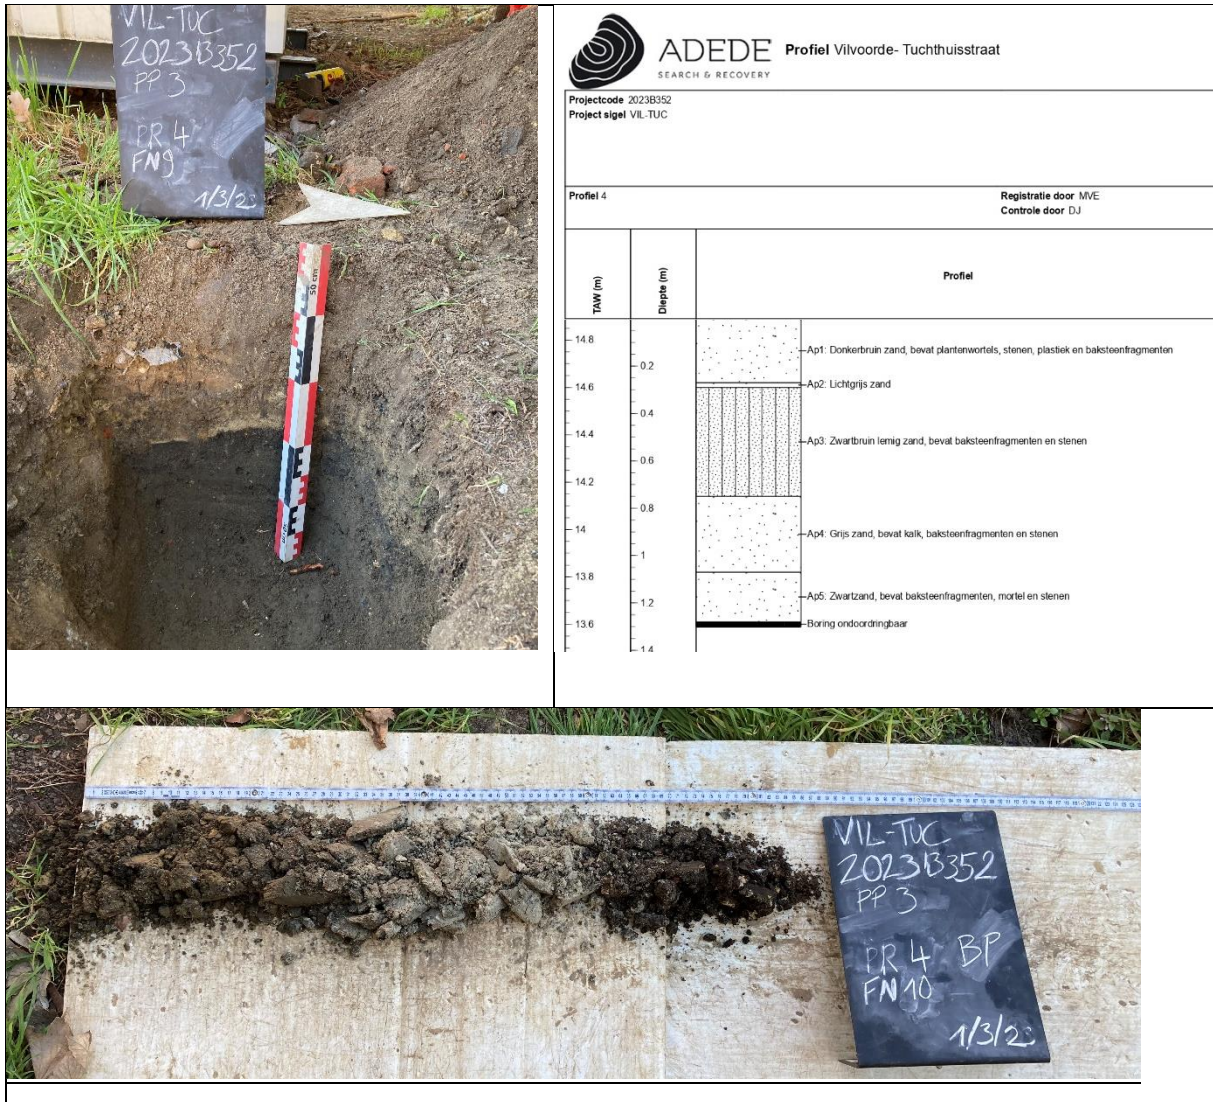 VIL-TUC
2023B352
PP 3
PR 4
FN9
1/3/23
50 cm
ADEDE
SEARCH & RECOVERY
Profiel Vilvoorde- Tuchthuisstraat
Projectcode 2023B352
Project sigel VIL-TUC
Profiel 4
Registratie door MVE
Controle door DJ
TAW (m)
Diepte (m)
Profiel
14.8
0.2
Ap1: Donkerbruin zand, bevat plantenwortels, stenen, plastiek en baksteenfragmenten
14.6
Ap2: Lichtgrijs zand
0.4
14.4
Ap3: Zwartbruin lemig zand, bevat baksteenfragmenten en stenen
0.6
14.2
0.8
14
Ap4: Grijs zand, bevat kalk, baksteenfragmenten en stenen
1
13.8
1.2
Ap5: Zwartzand, bevat baksteenfragmenten, mortel en stenen
13.6
Boring ondoordringbaar
1.4
VIL-TUC
2023B352
PP 3
PR 4 BP
FN 10
1/3/23